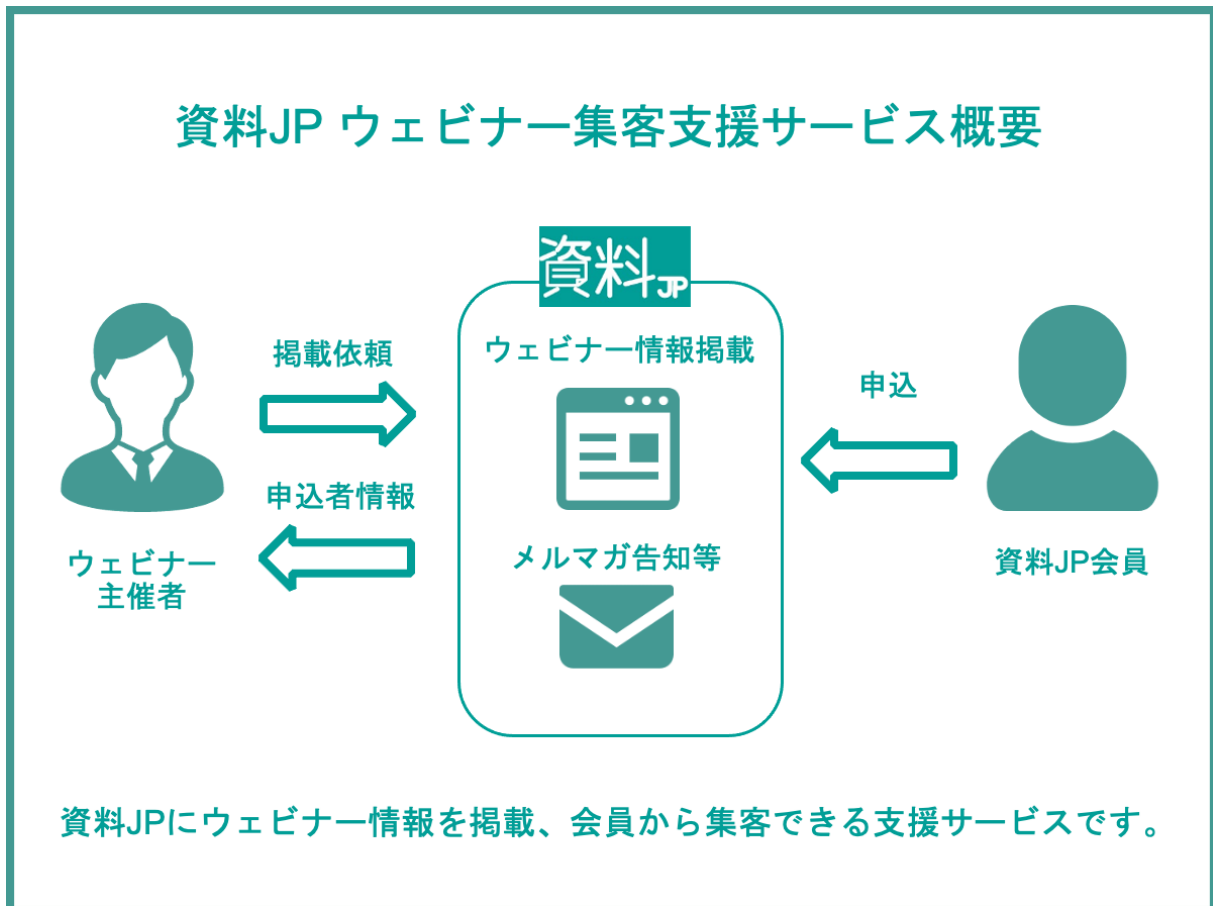 資料JP ウェビナー集客支援サービス概要
資料JP
ウェビナー情報掲載
掲載依頼
申込
申込者情報
メルマガ告知等
ウェビナー
主催者
資料JP会員
資料JPにウェビナー情報を掲載、会員から集客できる支援サービスです。